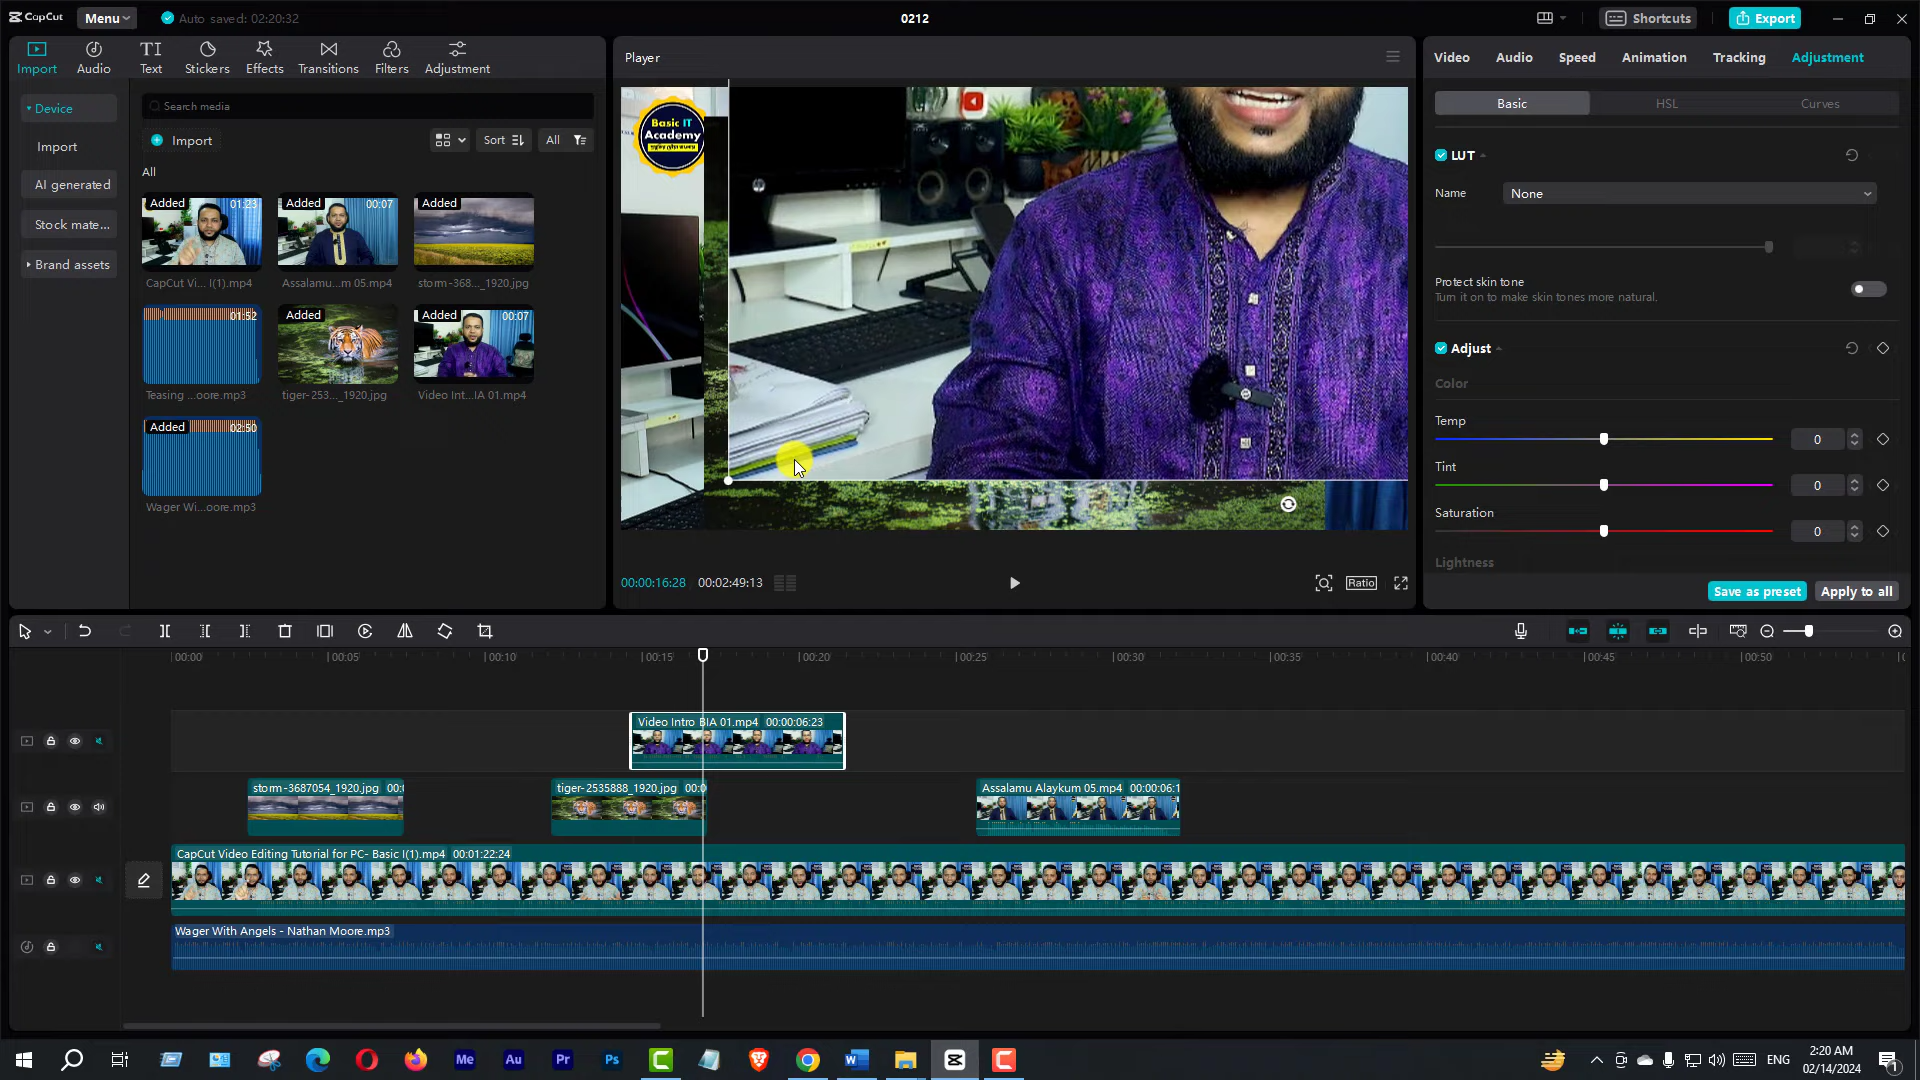 CapCut
Menu
Auto saved: 02:20:32
0212
Shortcuts
Export
Import
Audio
Text
Stickers
Effects
Transitions
Filters
Adjustment
Device
Import
AI generated
Stock mate...
Brand assets
Search media
Import
Sort
All
All
Added
01:23
Added
00:07
Added
CapCut Vi... I(1).mp4
Assalamu...m 05.mp4
storm-368..._1920.jpg
01:52
Added
Added
00:07
Teasing ...oore.mp3
tiger-253..._1920.jpg
Video Int...IA 01.mp4
Added
02:50
Wager Wi...oore.mp3
Player
Basic IT
Academy
00:00:16:28
00:02:49:13
Ratio
Video
Audio
Speed
Animation
Tracking
Adjustment
Basic
HSL
Curves
LUT
Name
None
Protect skin tone
Turn it on to make skin tones more natural.
Adjust
Color
Temp
0
Tint
0
Saturation
0
Lightness
Save as preset
Apply to all
00:00
00:05
00:10
00:15
00:20
00:25
00:30
00:35
00:40
00:45
00:50
Video Intro BIA 01.mp4 00:00:06:23
storm-3687054_1920.jpg 00:0
tiger-2535888_1920.jpg 00:0
Assalamu Alaykum 05.mp4 00:00:06:1
CapCut Video Editing Tutorial for PC- Basic I(1).mp4 00:01:22:24
Wager With Angels - Nathan Moore.mp3
Me
Au
Pr
Ps
ENG
2:20 AM
02/14/2024
1